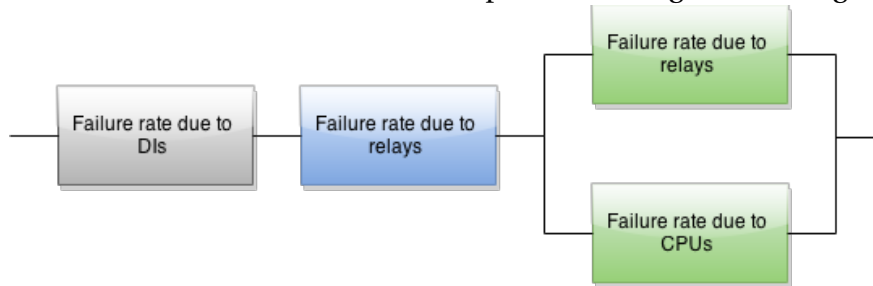 Failure rate due to
DIs
Failure rate due to
relays
Failure rate due to
relays
Failure rate due to
CPUs